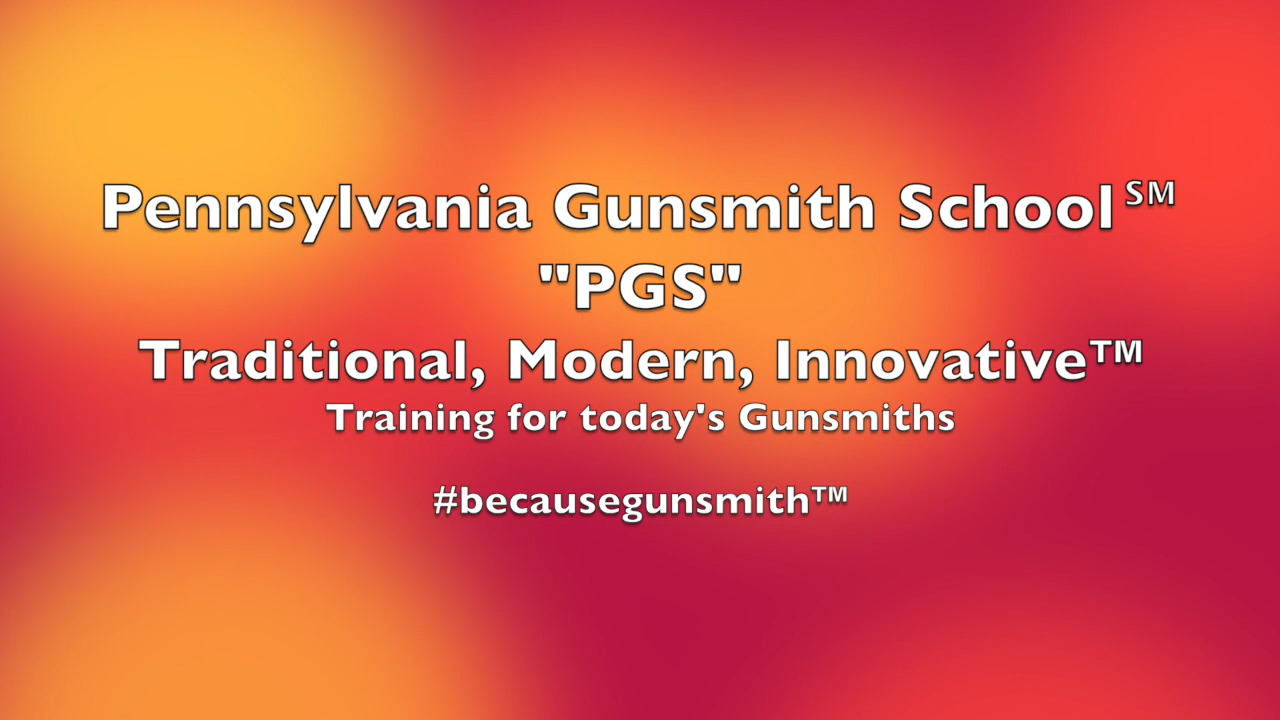 Pennsylvania Gunsmith School℠
"PGS"
Traditional, Modern, Innovative™
Training for today's Gunsmiths
#becausegunsmith™